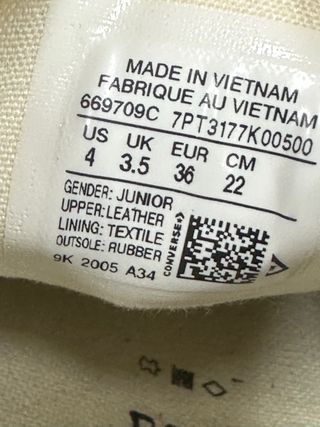 MADE IN VIETNAM
FABRIQUE AU VIETNAM
669709C 7PT3177K00500
US UK EUR CM
4 3.5 36 22
GENDER: JUNIOR
UPPER: LEATHER
LINING: TEXTILE
OUTSOLE: RUBBER
9K 2005 A34
CONVERSE